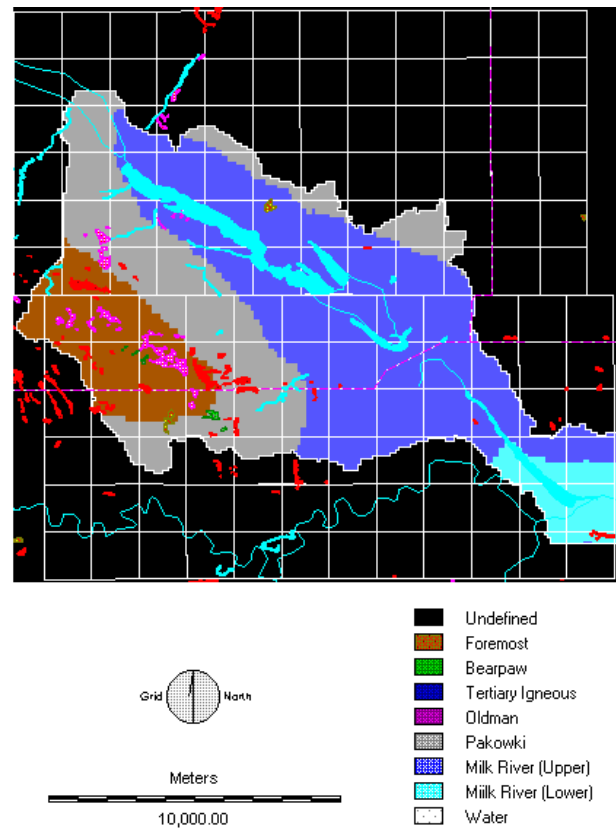 Undefined
Foremost
Bearpaw
Tertiary Igneous
Oldman
Pakowki
Milk River (Upper)
Milk River (Lower)
Water
Grid North
Meters
10,000.00